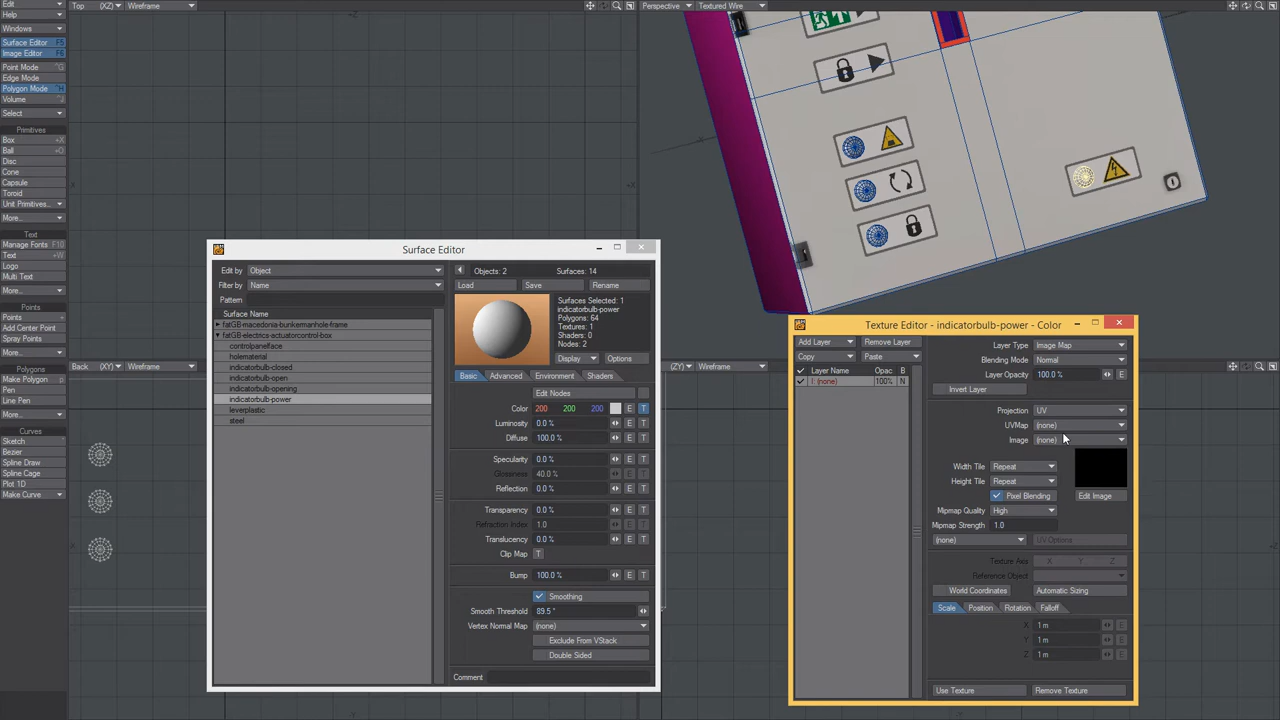 Edit
Help
Windows
Surface Editor F5
Image Editor F6
Point Mode ^G
Edge Mode
Polygon Mode ^H
Volume ^J
Select
Primitives
Box +X
Ball +O
Disc
Cone
Capsule
Toroid
Unit Primitives...
More...
Text
Manage Fonts F10
Text +W
Logo
Multi Text
More...
Points
Points +
Add Center Point
Spray Points
More...
Polygons
Make Polygon p
Pen
Line Pen
More...
Curves
Sketch
Bezier
Spline Draw
Spline Cage
Plot 1D
Make Curve
Top (XZ) Wireframe
Perspective Textured Wire
Back (XY) Wireframe
(ZY) Wireframe
Surface Editor
Edit by Object
Filter by Name
Pattern
Surface Name
fatGB-macedonia-bunkermanhole-frame
fatGB-electrics-actuatorcontrol-box
controlpanelface
holematerial
indicatorbulb-closed
indicatorbulb-open
indicatorbulb-opening
indicatorbulb-power
leverplastic
steel
Objects: 2 Surfaces: 14
Load Save Rename
Surfaces Selected: 1
indicatorbulb-power
Polygons: 64
Textures: 1
Shaders: 0
Nodes: 2
Display Options
Basic Advanced Environment Shaders
Edit Nodes
Color 200 200 200 E T
Luminosity 0.0 % E T
Diffuse 100.0 % E T
Specularity 0.0 % E T
Glossiness 40.0 % E T
Reflection 0.0 % E T
Transparency 0.0 % E T
Refraction Index 1.0 E T
Translucency 0.0 % E T
Clip Map T
Bump 100.0 % E T
Smoothing
Smooth Threshold 89.5 °
Vertex Normal Map (none)
Exclude From VStack
Double Sided
Comment
Texture Editor - indicatorbulb-power - Color
Add Layer Remove Layer
Copy Paste
Layer Name Opac B
I: (none) 100% N
Layer Type Image Map
Blending Mode Normal
Layer Opacity 100.0 % E
Invert Layer
Projection UV
UVMap (none)
Image (none)
Width Tile Repeat
Height Tile Repeat
Pixel Blending Edit Image
Mipmap Quality High
Mipmap Strength 1.0
(none) UV Options
Texture Axis X Y Z
Reference Object
World Coordinates Automatic Sizing
Scale Position Rotation Falloff
X 1 m E
Y 1 m E
Z 1 m E
Use Texture Remove Texture